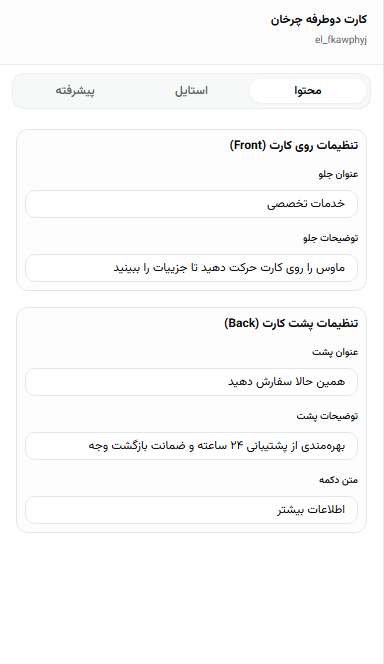 کارت دوطرفه چرخان
el_fkawphyj
محتوا
استایل
پیشرفته
تنظیمات روی کارت (Front)
عنوان جلو
خدمات تخصصی
توضیحات جلو
ماوس را روی کارت حرکت دهید تا جزییات را ببینید
تنظیمات پشت کارت (Back)
عنوان پشت
همین حالا سفارش دهید
توضیحات پشت
بهره‌مندی از پشتیبانی ۲۴ ساعته و ضمانت بازگشت وجه
متن دکمه
اطلاعات بیشتر